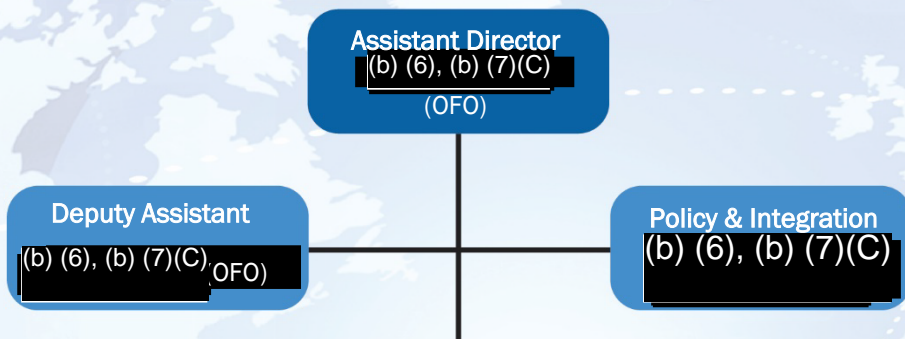 Assistant Director
(b) (6), (b) (7)(C)
(OFO)
Deputy Assistant
(b) (6), (b) (7)(C) (OFO)
Policy & Integration
(b) (6), (b) (7)(C)